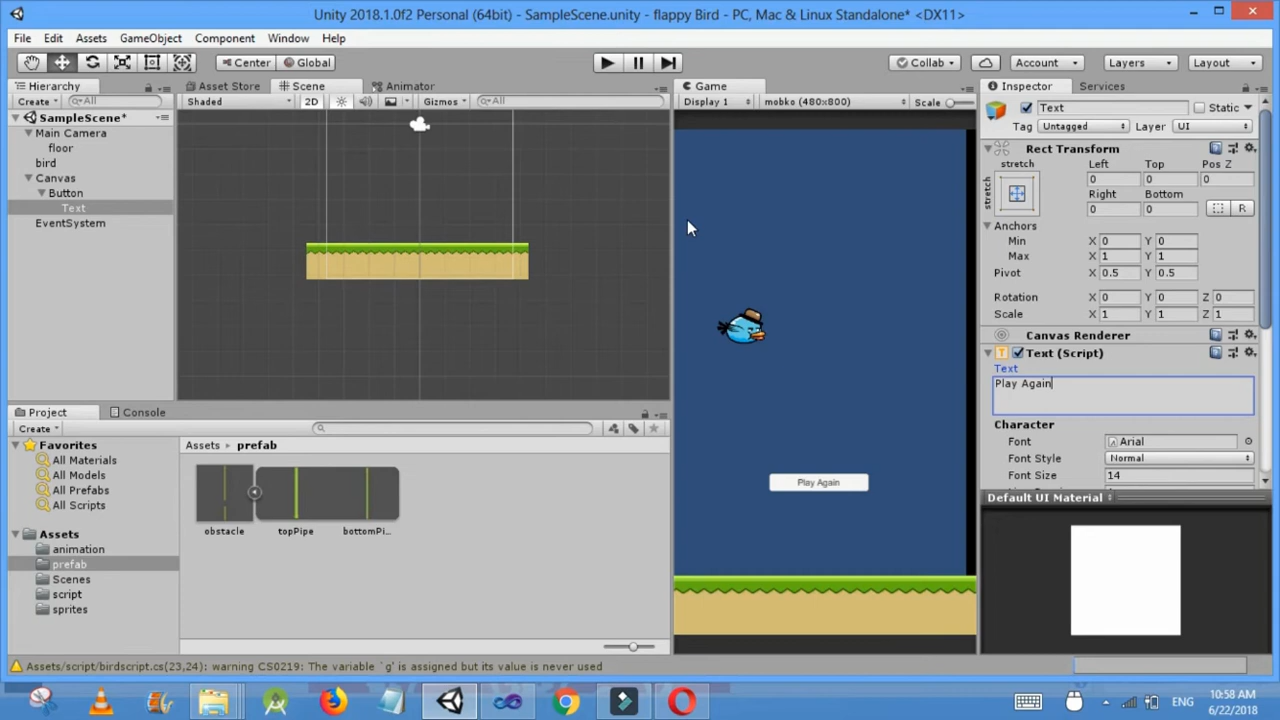 Unity 2018.1.0f2 Personal (64bit) - SampleScene.unity - flappy Bird - PC, Mac & Linux Standalone* <DX11>
File Edit Assets GameObject Component Window Help
Center Global Collab Account Layers Layout
Hierarchy
Create All
SampleScene*
Main Camera
floor
bird
Canvas
Button
Text
EventSystem
Asset Store Scene Animator
Shaded 2D Gizmos All
Game
Display 1 mobko (480x800) Scale
Play Again
Inspector Services
Text Static
Tag Untagged Layer UI
Rect Transform
stretch Left Top Pos Z
stretch 0 0 0
Right Bottom
0 0 R
Anchors
Min X 0 Y 0
Max X 1 Y 1
Pivot X 0.5 Y 0.5
Rotation X 0 Y 0 Z 0
Scale X 1 Y 1 Z 1
Canvas Renderer
Text (Script)
Text
Play Again
Character
Font Arial
Font Style Normal
Font Size 14
Default UI Material
Project Console
Create
Favorites
All Materials
All Models
All Prefabs
All Scripts
Assets
animation
prefab
Scenes
script
sprites
Assets prefab
obstacle topPipe bottomPi...
Assets/script/birdscript.cs(23,24): warning CS0219: The variable `g' is assigned but its value is never used
ENG
10:58 AM
6/22/2018